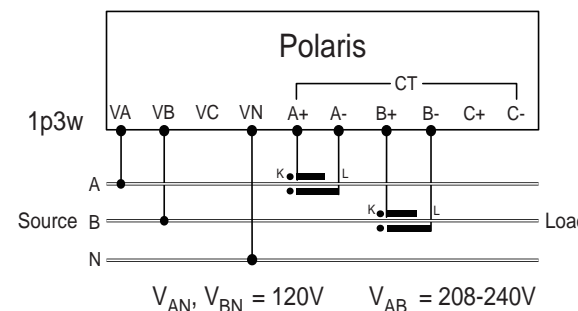 Polaris
CT
1p3w VA VB VC VN A+ A- B+ B- C+ C-
K L
A
K L
Source B Load
N
VAN, VBN = 120V VAB = 208-240V